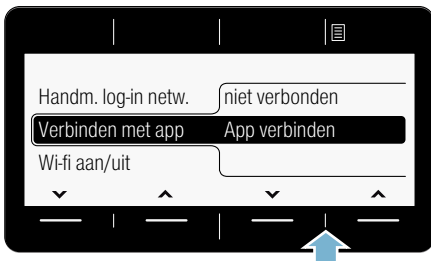 Handm. log-in netw. niet verbonden
Verbinden met app App verbinden
Wi-fi aan/uit